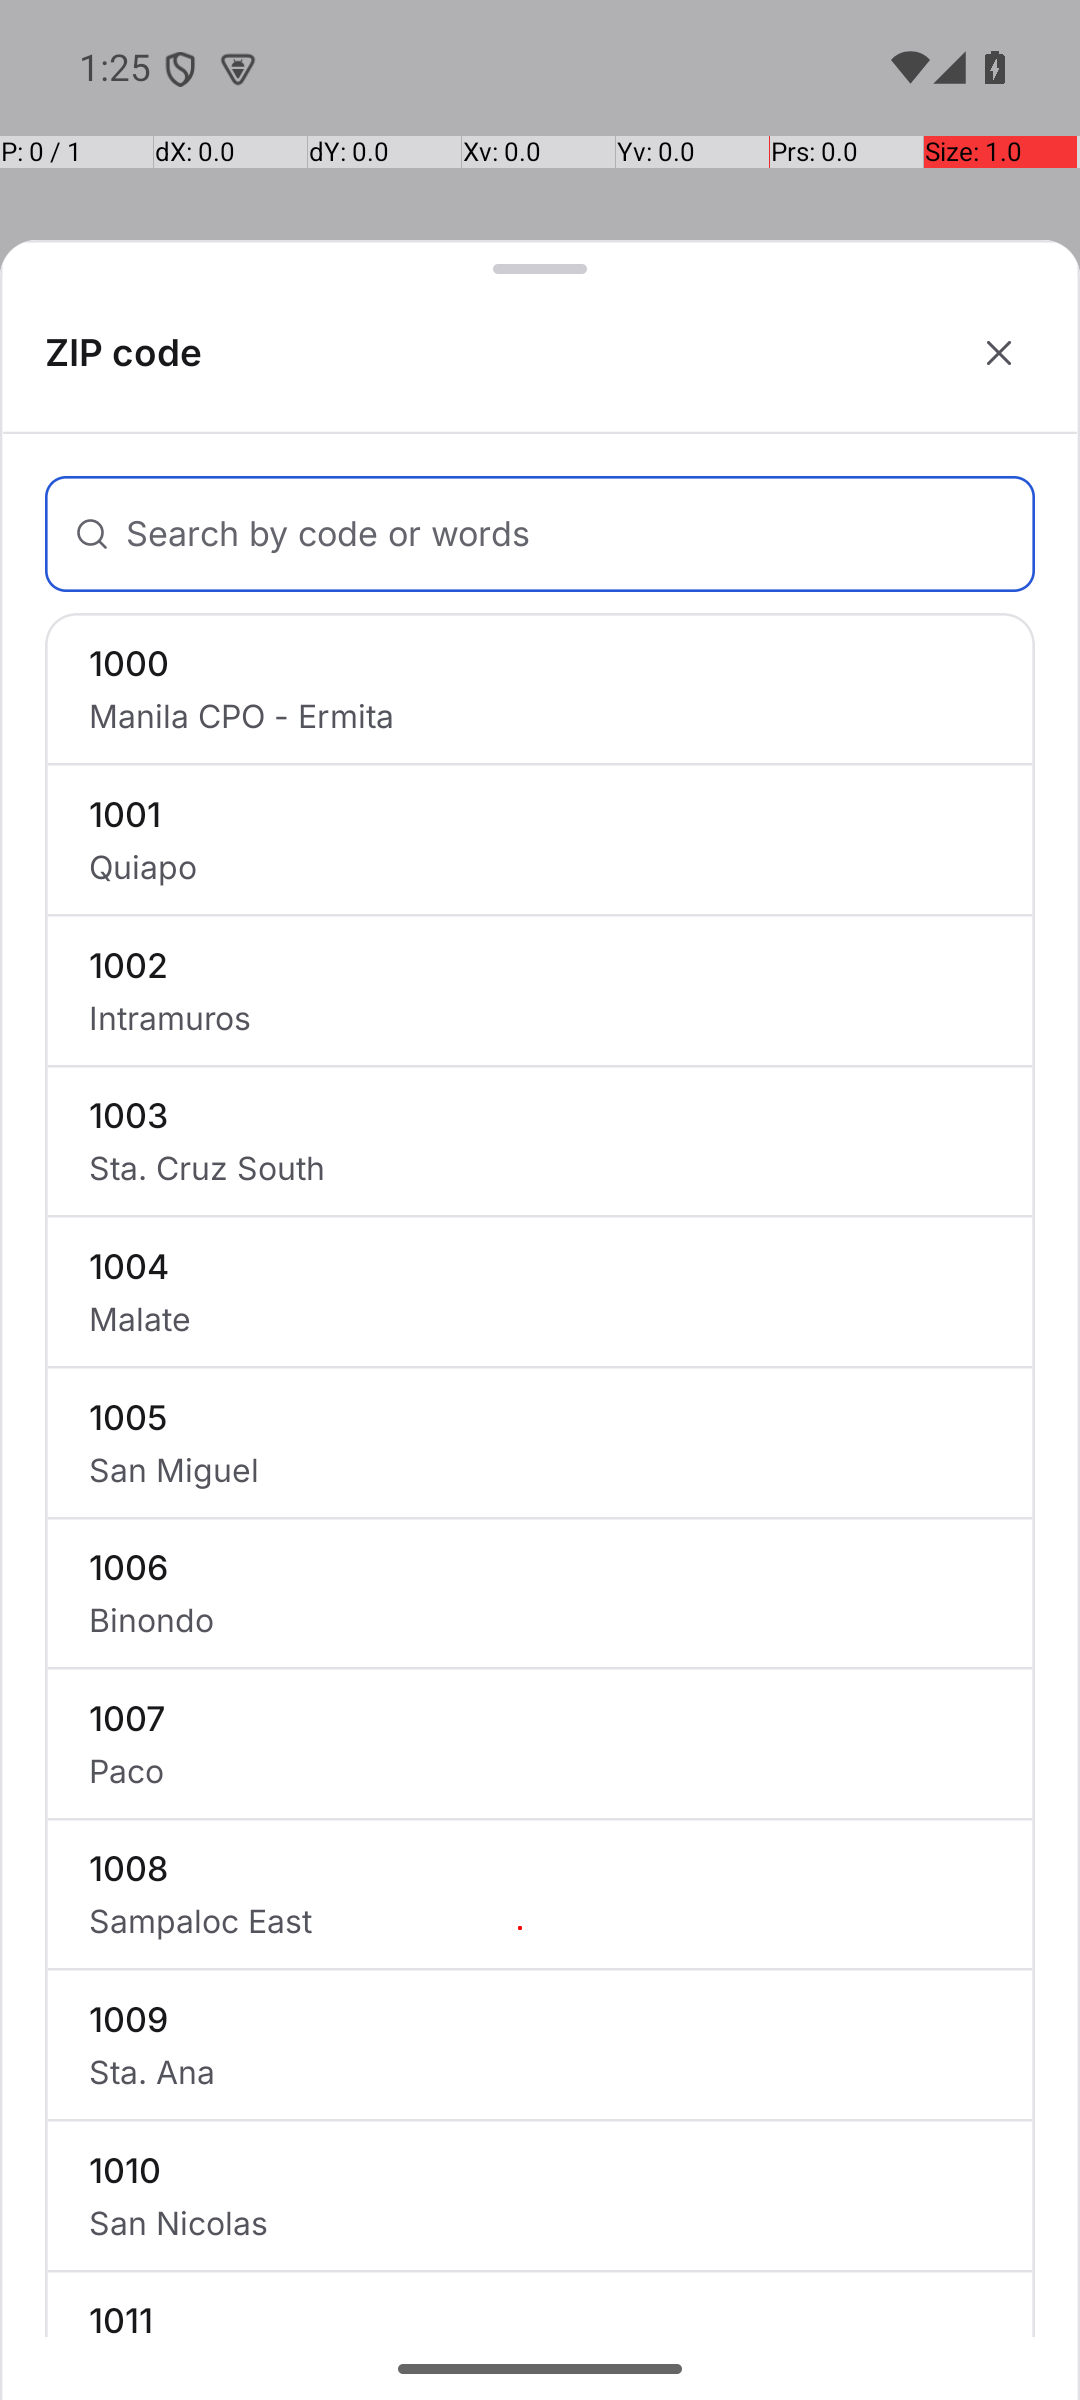 1:25
P: 0 / 1 dX: 0.0 dY: 0.0 Xv: 0.0 Yv: 0.0 Prs: 0.0 Size: 1.0
ZIP code
Search by code or words
1000
Manila CPO - Ermita
1001
Quiapo
1002
Intramuros
1003
Sta. Cruz South
1004
Malate
1005
San Miguel
1006
Binondo
1007
Paco
1008
Sampaloc East
1009
Sta. Ana
1010
San Nicolas
1011